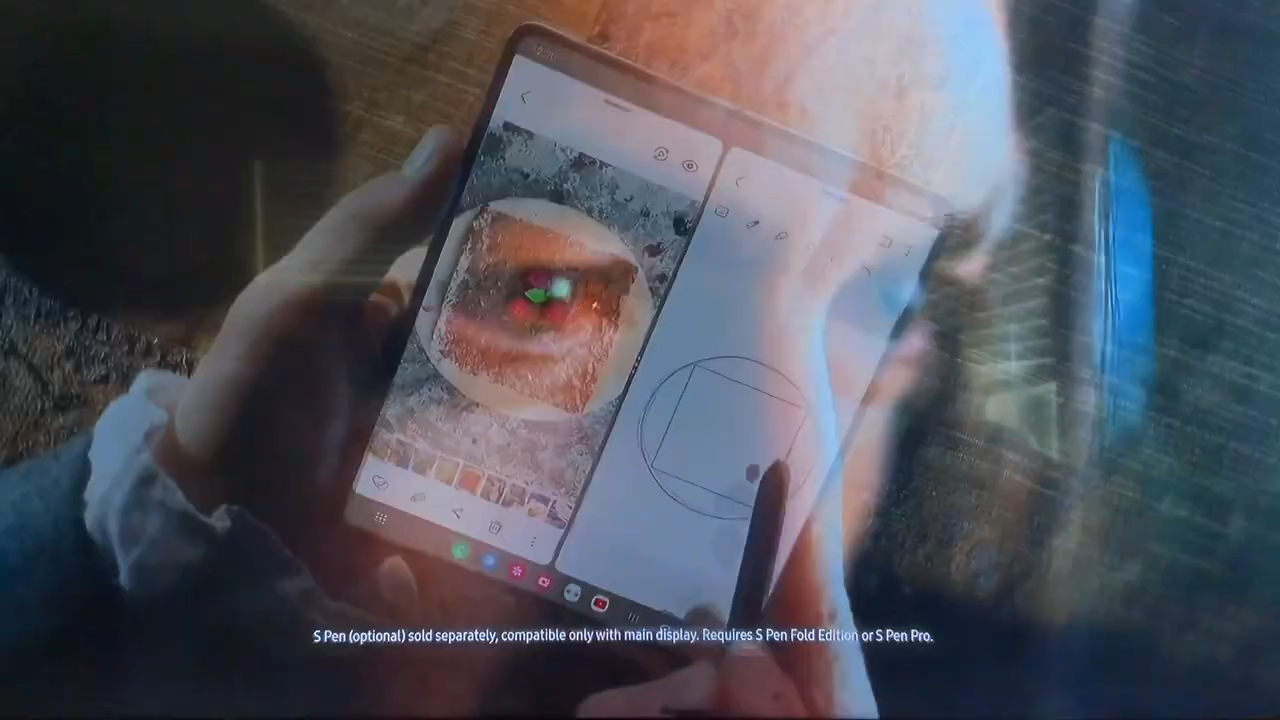 S Pen (optional) sold separately, compatible only with main display. Requires S Pen Fold Edition or S Pen Pro.